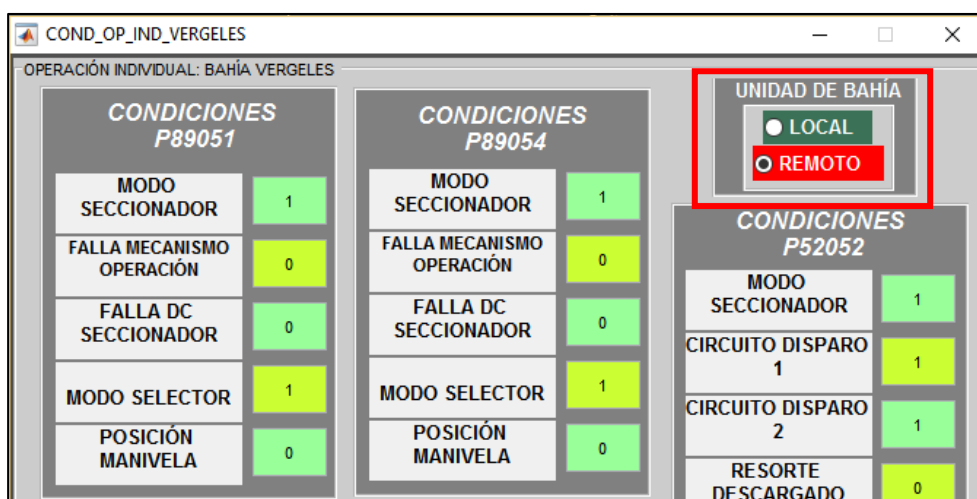 COND_OP_IND_VERGELES
OPERACIÓN INDIVIDUAL: BAHÍA VERGELES
CONDICIONES
P89051
MODO
SECCIONADOR
1
FALLA MECANISMO
OPERACIÓN
0
FALLA DC
SECCIONADOR
0
MODO SELECTOR
1
POSICIÓN
MANIVELA
0
CONDICIONES
P89054
MODO
SECCIONADOR
1
FALLA MECANISMO
OPERACIÓN
0
FALLA DC
SECCIONADOR
0
MODO SELECTOR
1
POSICIÓN
MANIVELA
0
UNIDAD DE BAHÍA
LOCAL
REMOTO
CONDICIONES
P52052
MODO
SECCIONADOR
1
CIRCUITO DISPARO
1
1
CIRCUITO DISPARO
2
1
RESORTE
DESCARGADO
0